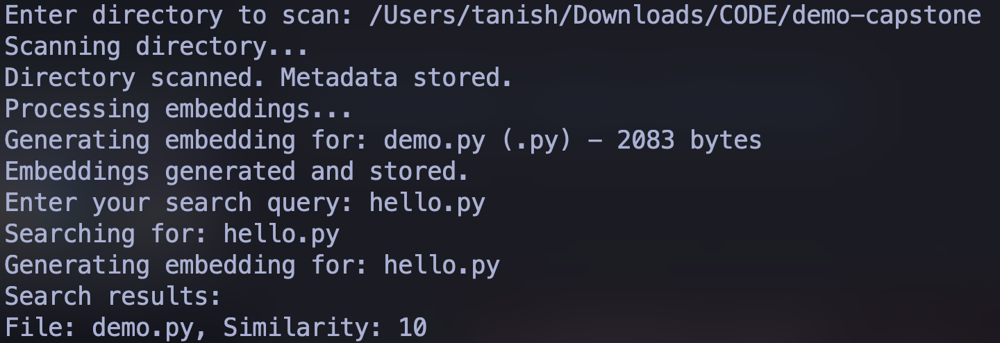 Enter directory to scan: /Users/tanish/Downloads/CODE/demo-capstone
Scanning directory...
Directory scanned. Metadata stored.
Processing embeddings...
Generating embedding for: demo.py (.py) - 2083 bytes
Embeddings generated and stored.
Enter your search query: hello.py
Searching for: hello.py
Generating embedding for: hello.py
Search results:
File: demo.py, Similarity: 10